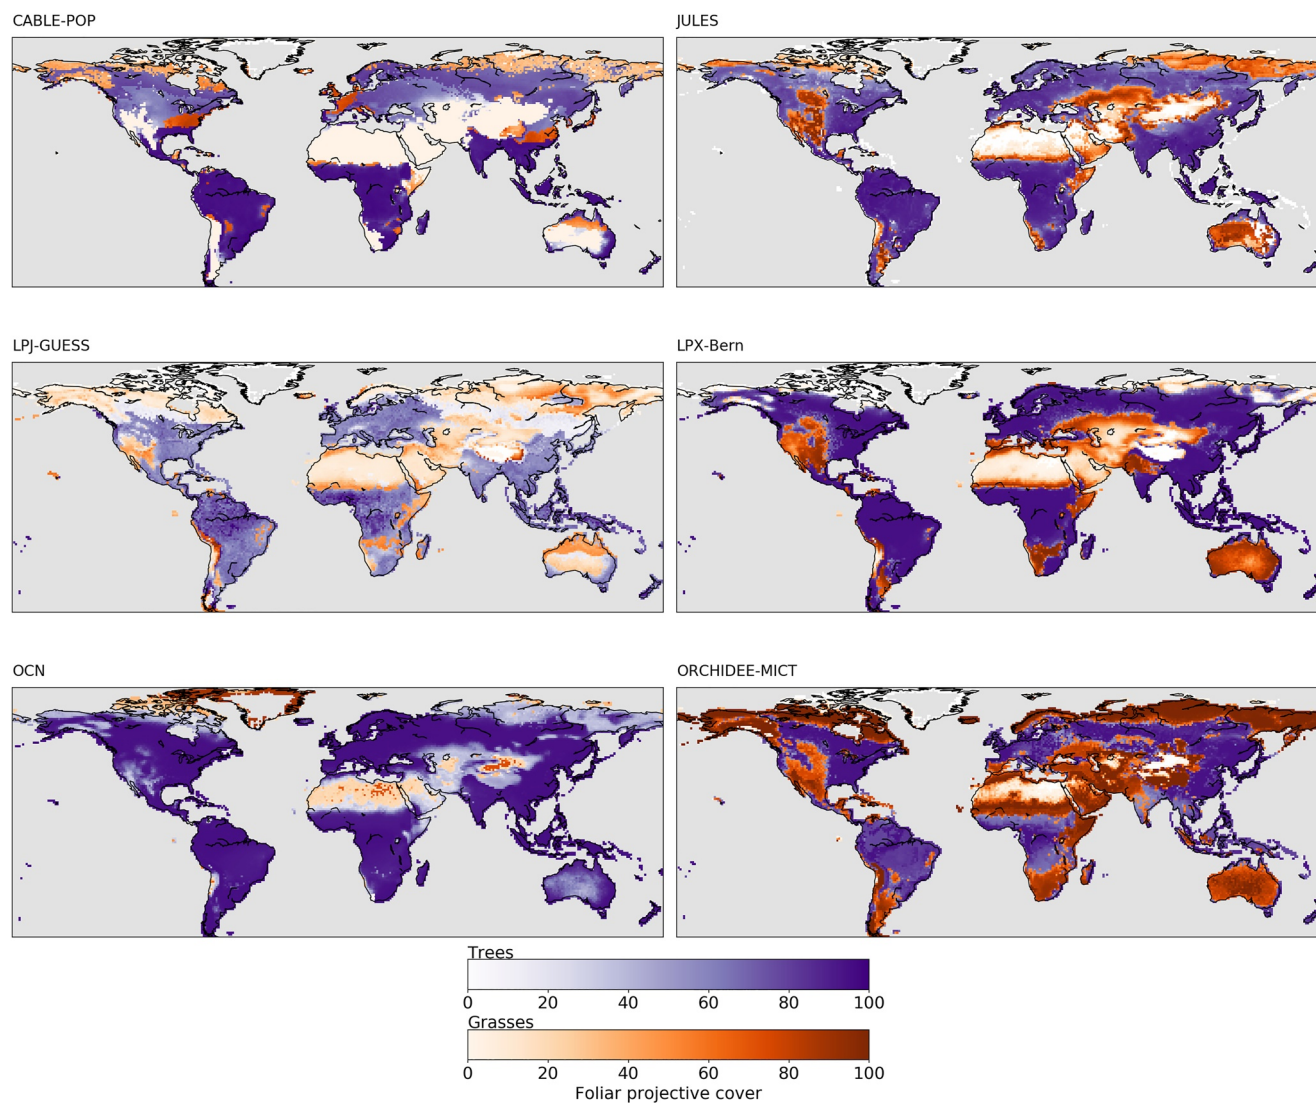 CABLE-POP
JULES
LPJ-GUESS
LPX-Bern
OCN
ORCHIDEE-MICT
Trees
0 20 40 60 80 100
Grasses
0 20 40 60 80 100
Foliar projective cover